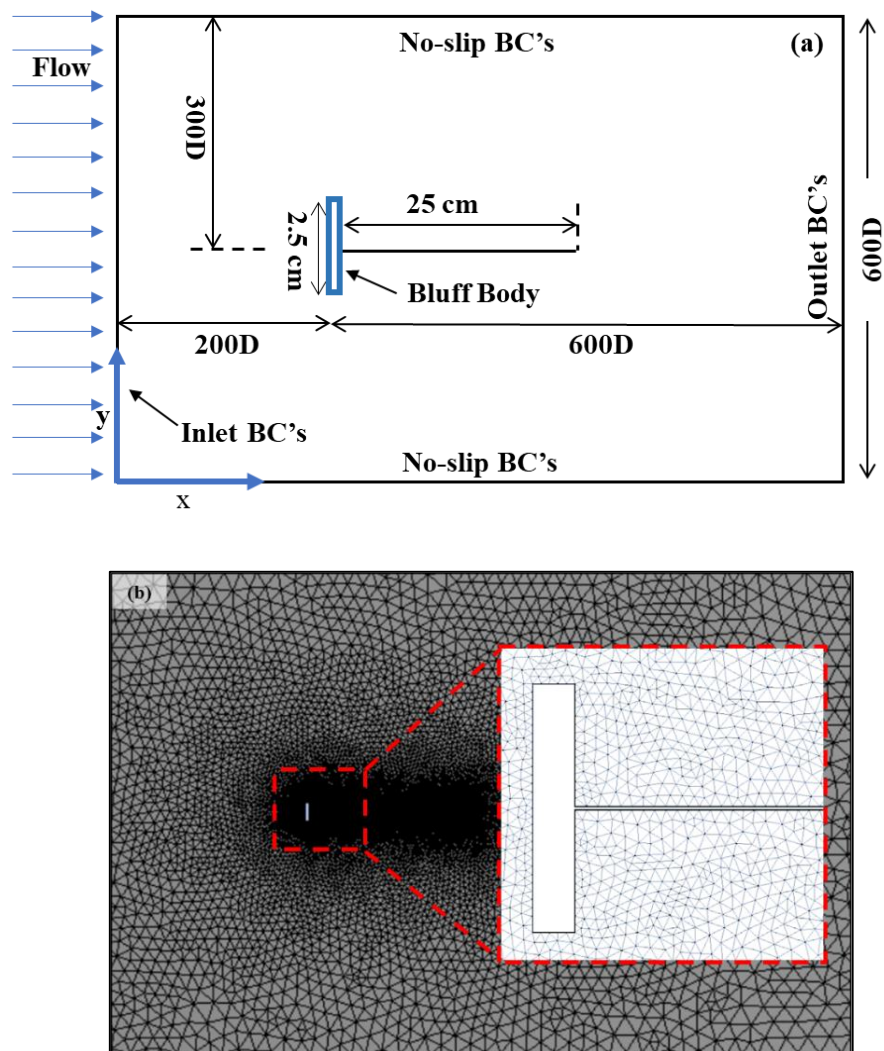 No-slip BC's
(a)
Flow
300D
25 cm
2.5 cm
Bluff Body
Outlet BC's
600D
200D
600D
y
Inlet BC's
No-slip BC's
x
(b)